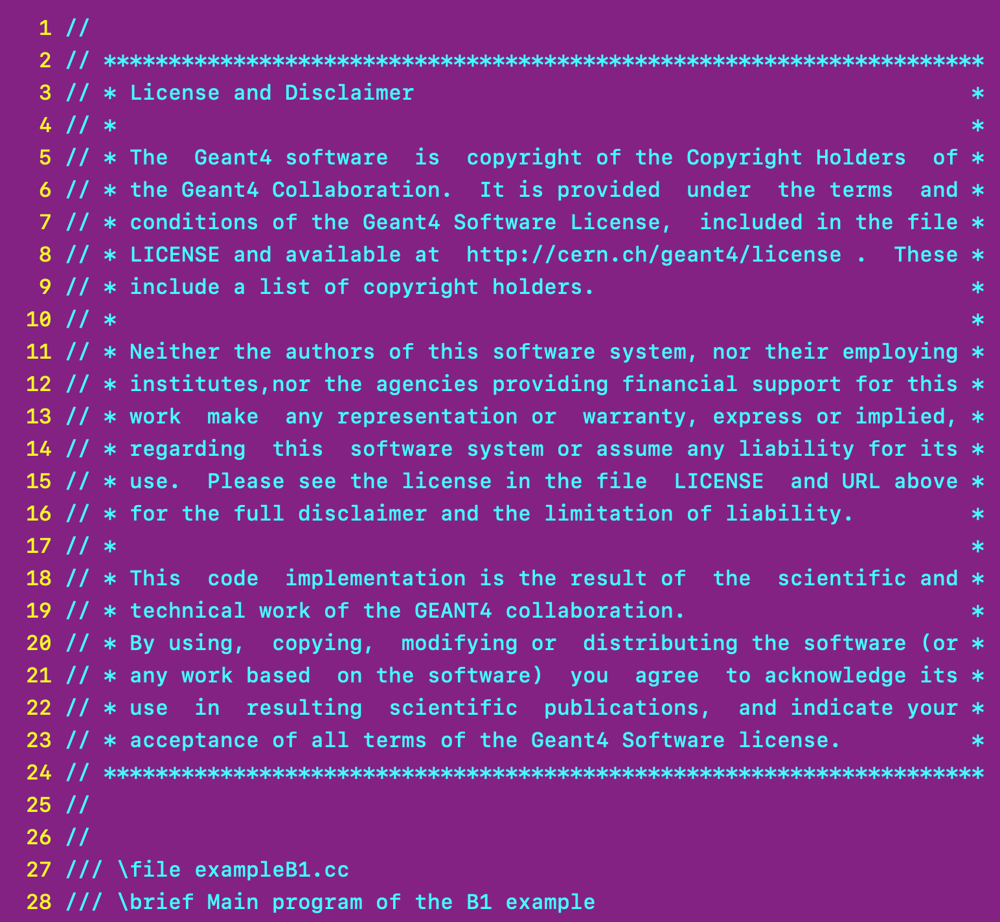 1 //
2 // ********************************************************************
3 // * License and Disclaimer                                           *
4 // *                                                                  *
5 // * The  Geant4 software  is  copyright of the Copyright Holders  of *
6 // * the Geant4 Collaboration.  It is provided  under  the terms  and *
7 // * conditions of the Geant4 Software License,  included in the file *
8 // * LICENSE and available at  http://cern.ch/geant4/license .  These *
9 // * include a list of copyright holders.                             *
10 // *                                                                  *
11 // * Neither the authors of this software system, nor their employing *
12 // * institutes,nor the agencies providing financial support for this *
13 // * work  make  any representation or  warranty, express or implied, *
14 // * regarding  this  software system or assume any liability for its *
15 // * use.  Please see the license in the file  LICENSE  and URL above *
16 // * for the full disclaimer and the limitation of liability.         *
17 // *                                                                  *
18 // * This  code  implementation is the result of  the  scientific and *
19 // * technical work of the GEANT4 collaboration.                      *
20 // * By using,  copying,  modifying or  distributing the software (or *
21 // * any work based  on the software)  you  agree  to acknowledge its *
22 // * use  in  resulting  scientific  publications,  and indicate your *
23 // * acceptance of all terms of the Geant4 Software license.          *
24 // ********************************************************************
25 //
26 //
27 /// \file exampleB1.cc
28 /// \brief Main program of the B1 example